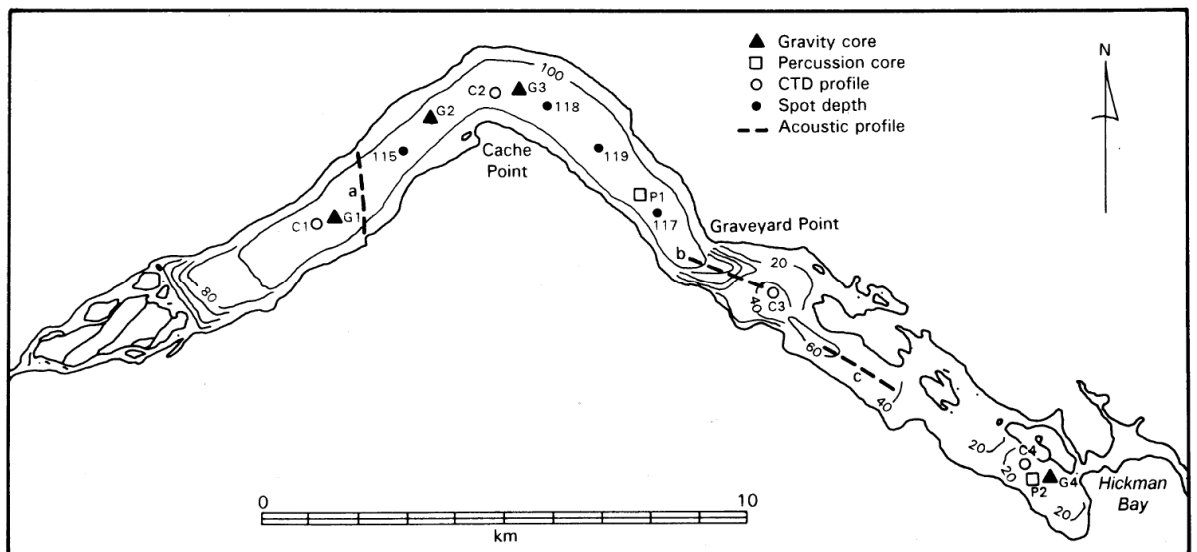 Gravity core
Percussion core
CTD profile
Spot depth
Acoustic profile
N
100
C2
G3
118
G2
115
119
Cache
Point
a
P1
C1
G1
117
Graveyard Point
b
20
80
40
C3
60
c
40
20
C4
20
P2
G4
20
Hickman
Bay
0
10
km